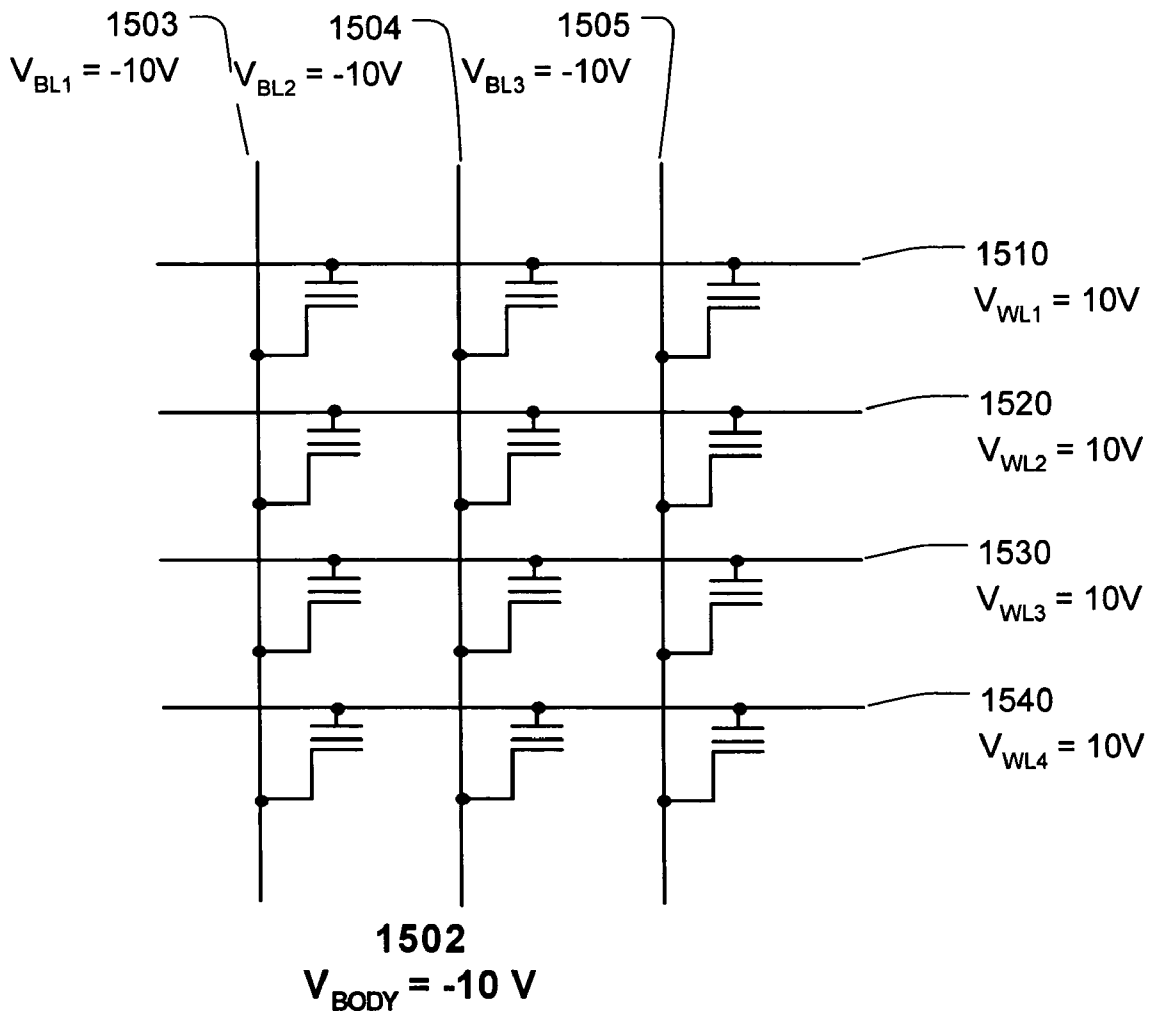 1503
V_BL1 = -10V
1504
V_BL2 = -10V
1505
V_BL3 = -10V
1510
V_WL1 = 10V
1520
V_WL2 = 10V
1530
V_WL3 = 10V
1540
V_WL4 = 10V
1502
V_BODY = -10 V